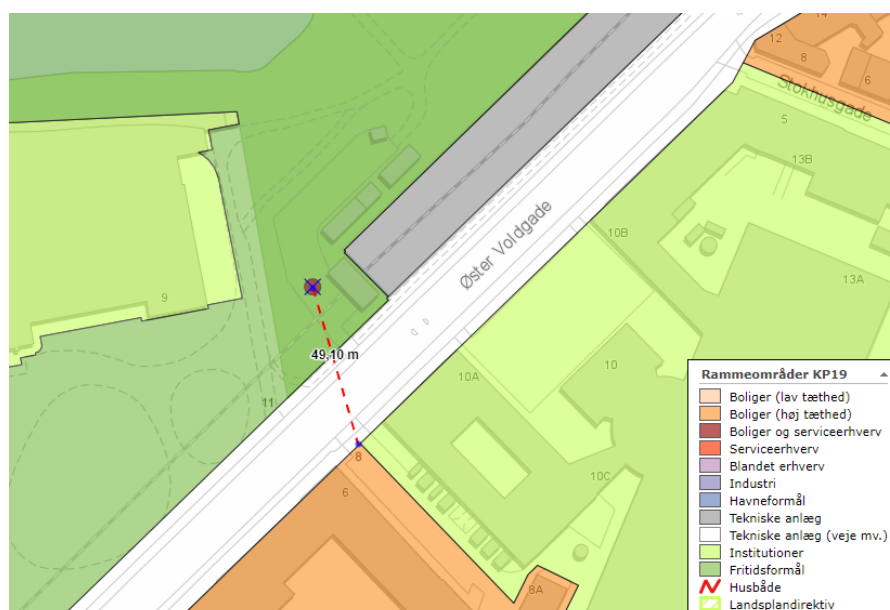 14
12
8
6
Stokhusgade
5
13B
Øster Voldgade
10B
13A
9
49,10 m
10
10A
11
8
6
10C
8A
Rammeområder KP19
Boliger (lav tæthed)
Boliger (høj tæthed)
Boliger og serviceerhverv
Serviceerhverv
Blandet erhverv
Industri
Havneformål
Tekniske anlæg
Tekniske anlæg (veje mv.)
Institutioner
Fritidsformål
Husbåde
Landsplandirektiv